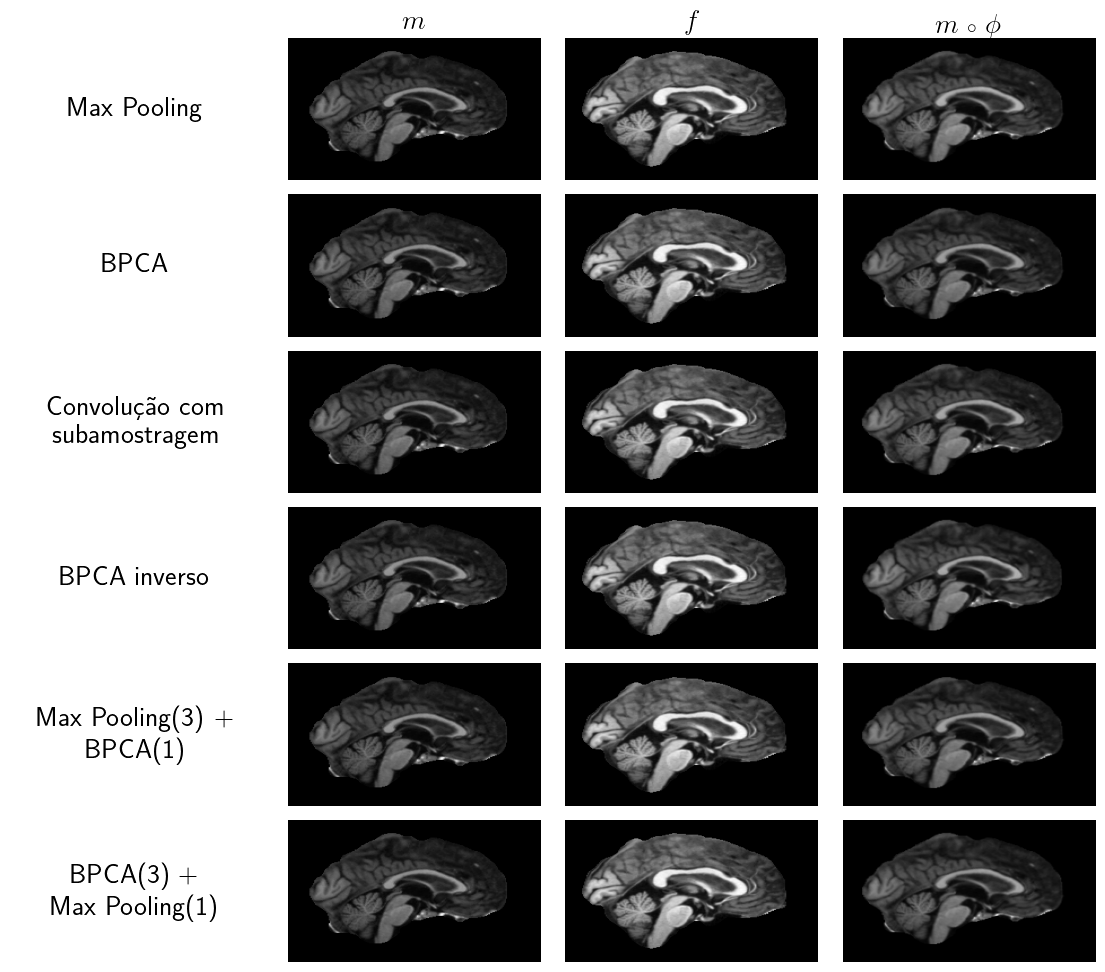 m f m ∘ ϕ
Max Pooling
BPCA
Convolução com
subamostragem
BPCA inverso
Max Pooling(3) +
BPCA(1)
BPCA(3) +
Max Pooling(1)